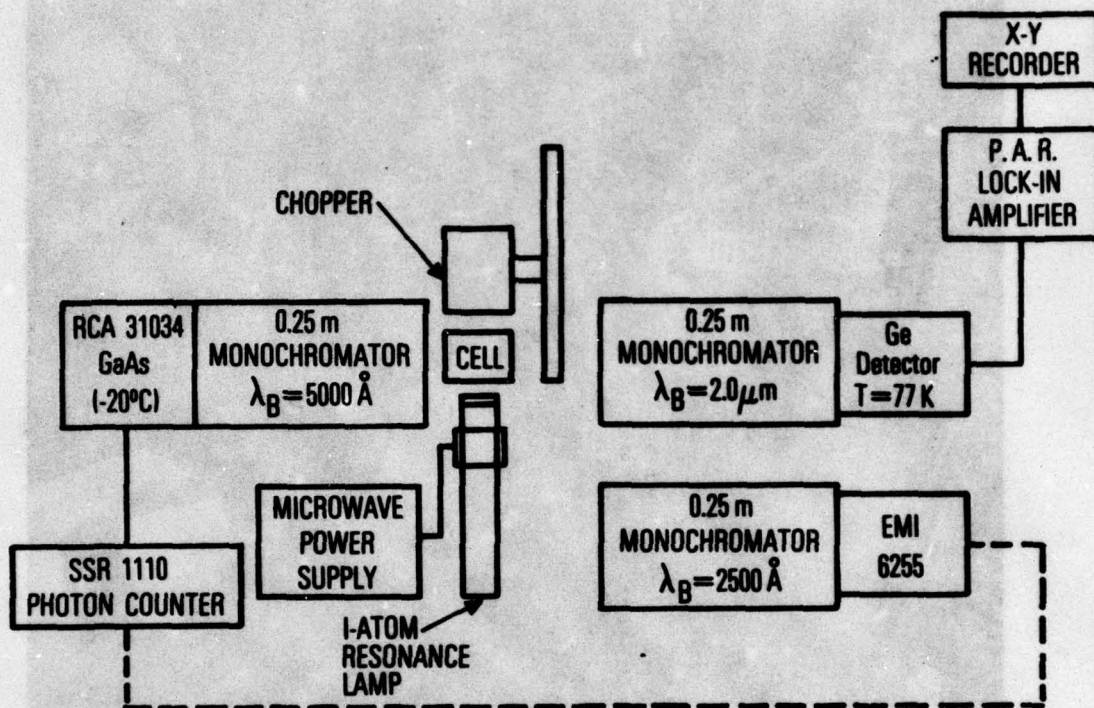 X-Y
RECORDER
P.A.R.
LOCK-IN
AMPLIFIER
CHOPPER
RCA 31034
GaAs
(-20ºC)
0.25 m
MONOCHROMATOR
λB=5000 Å
CELL
0.25 m
MONOCHROMATOR
λB=2.0μm
Ge
Detector
T=77 K
MICROWAVE
POWER
SUPPLY
0.25 m
MONOCHROMATOR
λB=2500 Å
EMI
6255
SSR 1110
PHOTON COUNTER
I-ATOM
RESONANCE
LAMP